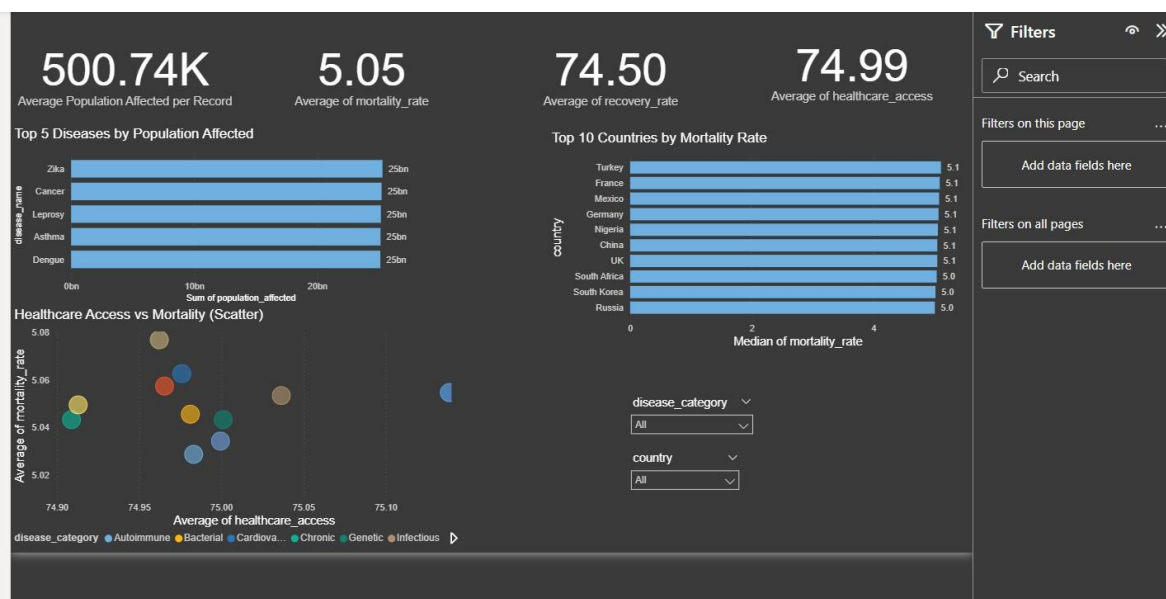 500.74K
Average Population Affected per Record
5.05
Average of mortality_rate
74.50
Average of recovery_rate
74.99
Average of healthcare_access
Top 5 Diseases by Population Affected
disease_name
Zika 25bn
Cancer 25bn
Leprosy 25bn
Asthma 25bn
Dengue 25bn
0bn 10bn 20bn
Sum of population_affected
Top 10 Countries by Mortality Rate
country
Turkey 5.1
France 5.1
Mexico 5.1
Germany 5.1
Nigeria 5.1
China 5.1
UK 5.1
South Africa 5.0
South Korea 5.0
Russia 5.0
0 2 4
Median of mortality_rate
Healthcare Access vs Mortality (Scatter)
Average of mortality_rate
5.08
5.06
5.04
5.02
74.90 74.95 75.00 75.05 75.10
Average of healthcare_access
disease_category Autoimmune Bacterial Cardiova... Chronic Genetic Infectious
disease_category
All
country
All
Filters
Search
Filters on this page ...
Add data fields here
Filters on all pages ...
Add data fields here